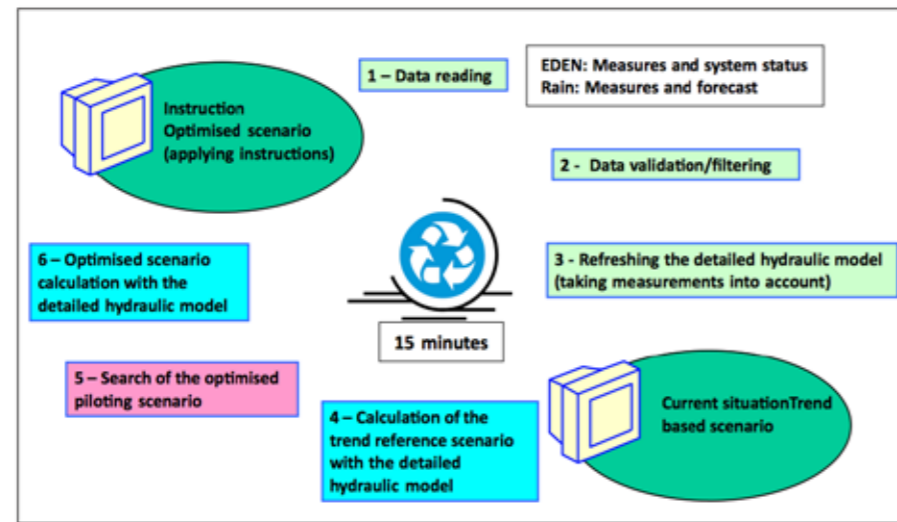 1 – Data reading
EDEN: Measures and system status
Rain: Measures and forecast
Instruction
Optimised scenario
(applying instructions)
2 - Data validation/filtering
3 - Refreshing the detailed hydraulic model
(taking measurements into account)
6 – Optimised scenario
calculation with the
detailed hydraulic model
15 minutes
5 – Search of the optimised
piloting scenario
4 – Calculation of the
trend reference scenario
with the detailed
hydraulic model
Current situationTrend
based scenario